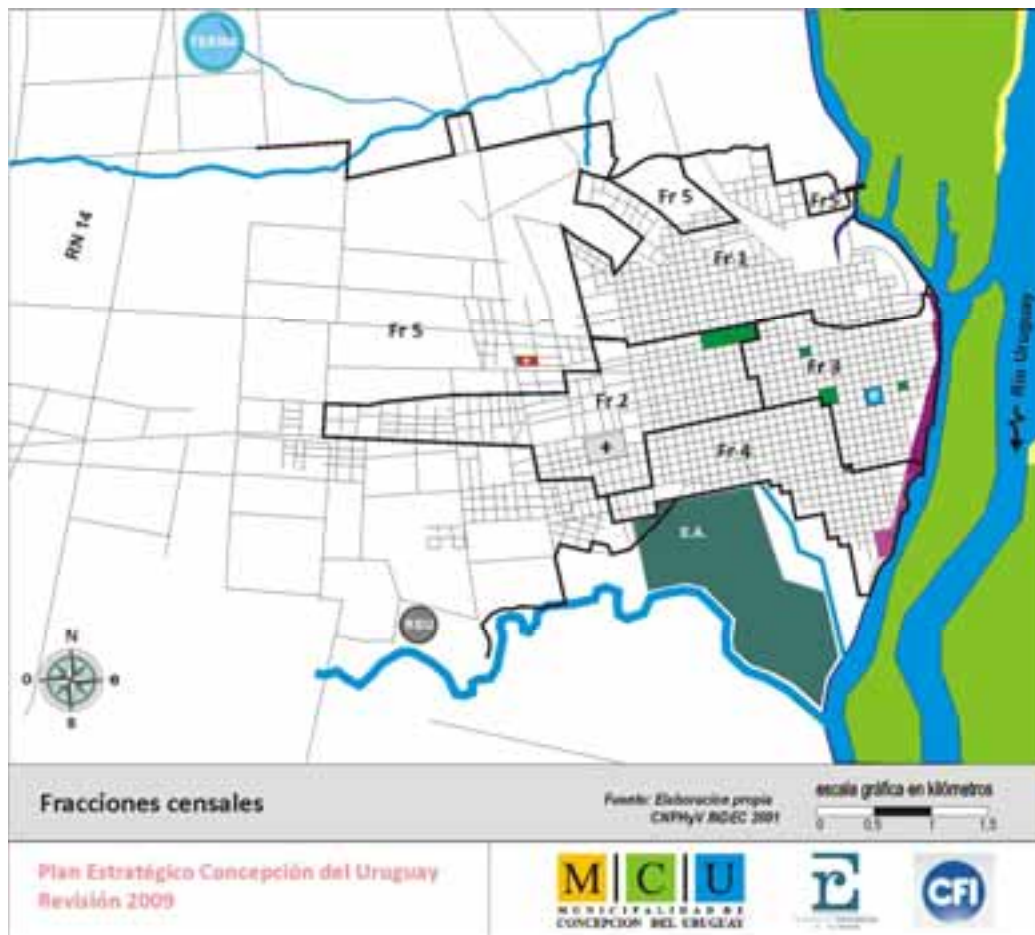 TERMA
RN 14
Fr 5
Fr 5
Fr 1
Fr 5
Fr 3
Fr 2
Fr 4
+
E.A.
Río Uruguay
N
O
e
S
Fracciones censales
Fuente: Elaboracion propia
CNPHyV INDEC 2001
escala gráfica en kilómetros
0 0.5 1 1.5
Plan Estratégico Concepción del Uruguay
Revisión 2009
M C U
MUNICIPALIDAD DE
CONCEPCION DEL URUGUAY
CFI